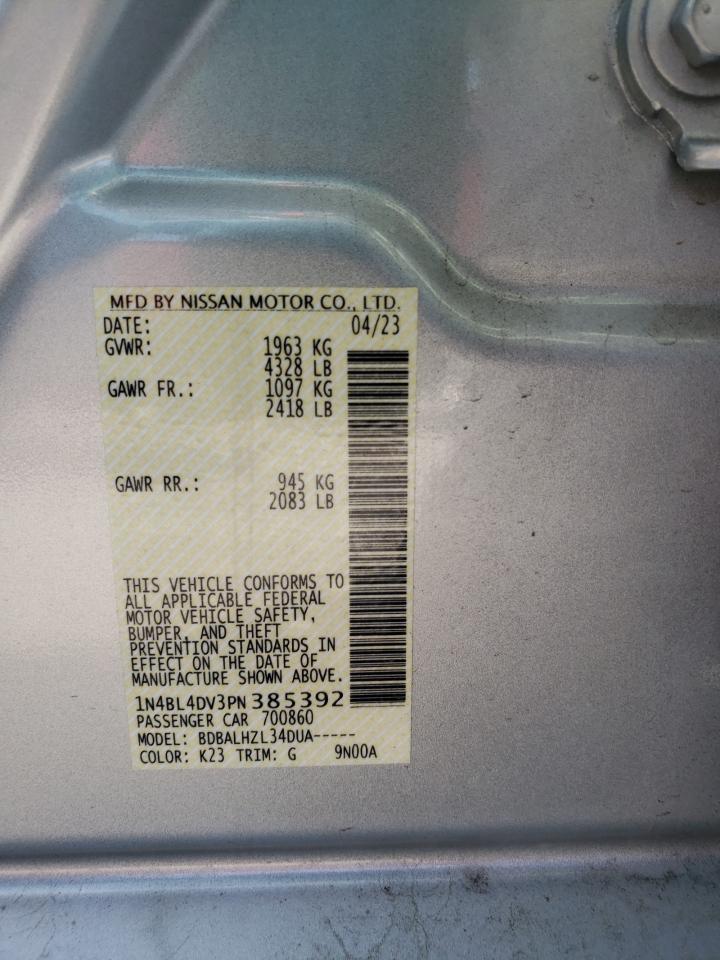 MFD BY NISSAN MOTOR CO., LTD.
DATE: 04/23
GVWR: 1963 KG
4328 LB
GAWR FR.: 1097 KG
2418 LB
GAWR RR.: 945 KG
2083 LB
THIS VEHICLE CONFORMS TO
ALL APPLICABLE FEDERAL
MOTOR VEHICLE SAFETY,
BUMPER, AND THEFT
PREVENTION STANDARDS IN
EFFECT ON THE DATE OF
MANUFACTURE SHOWN ABOVE.
1N4BL4DV3PN 385392
PASSENGER CAR 700860
MODEL: BDBALHZL34DUA-----
COLOR: K23 TRIM: G 9N00A